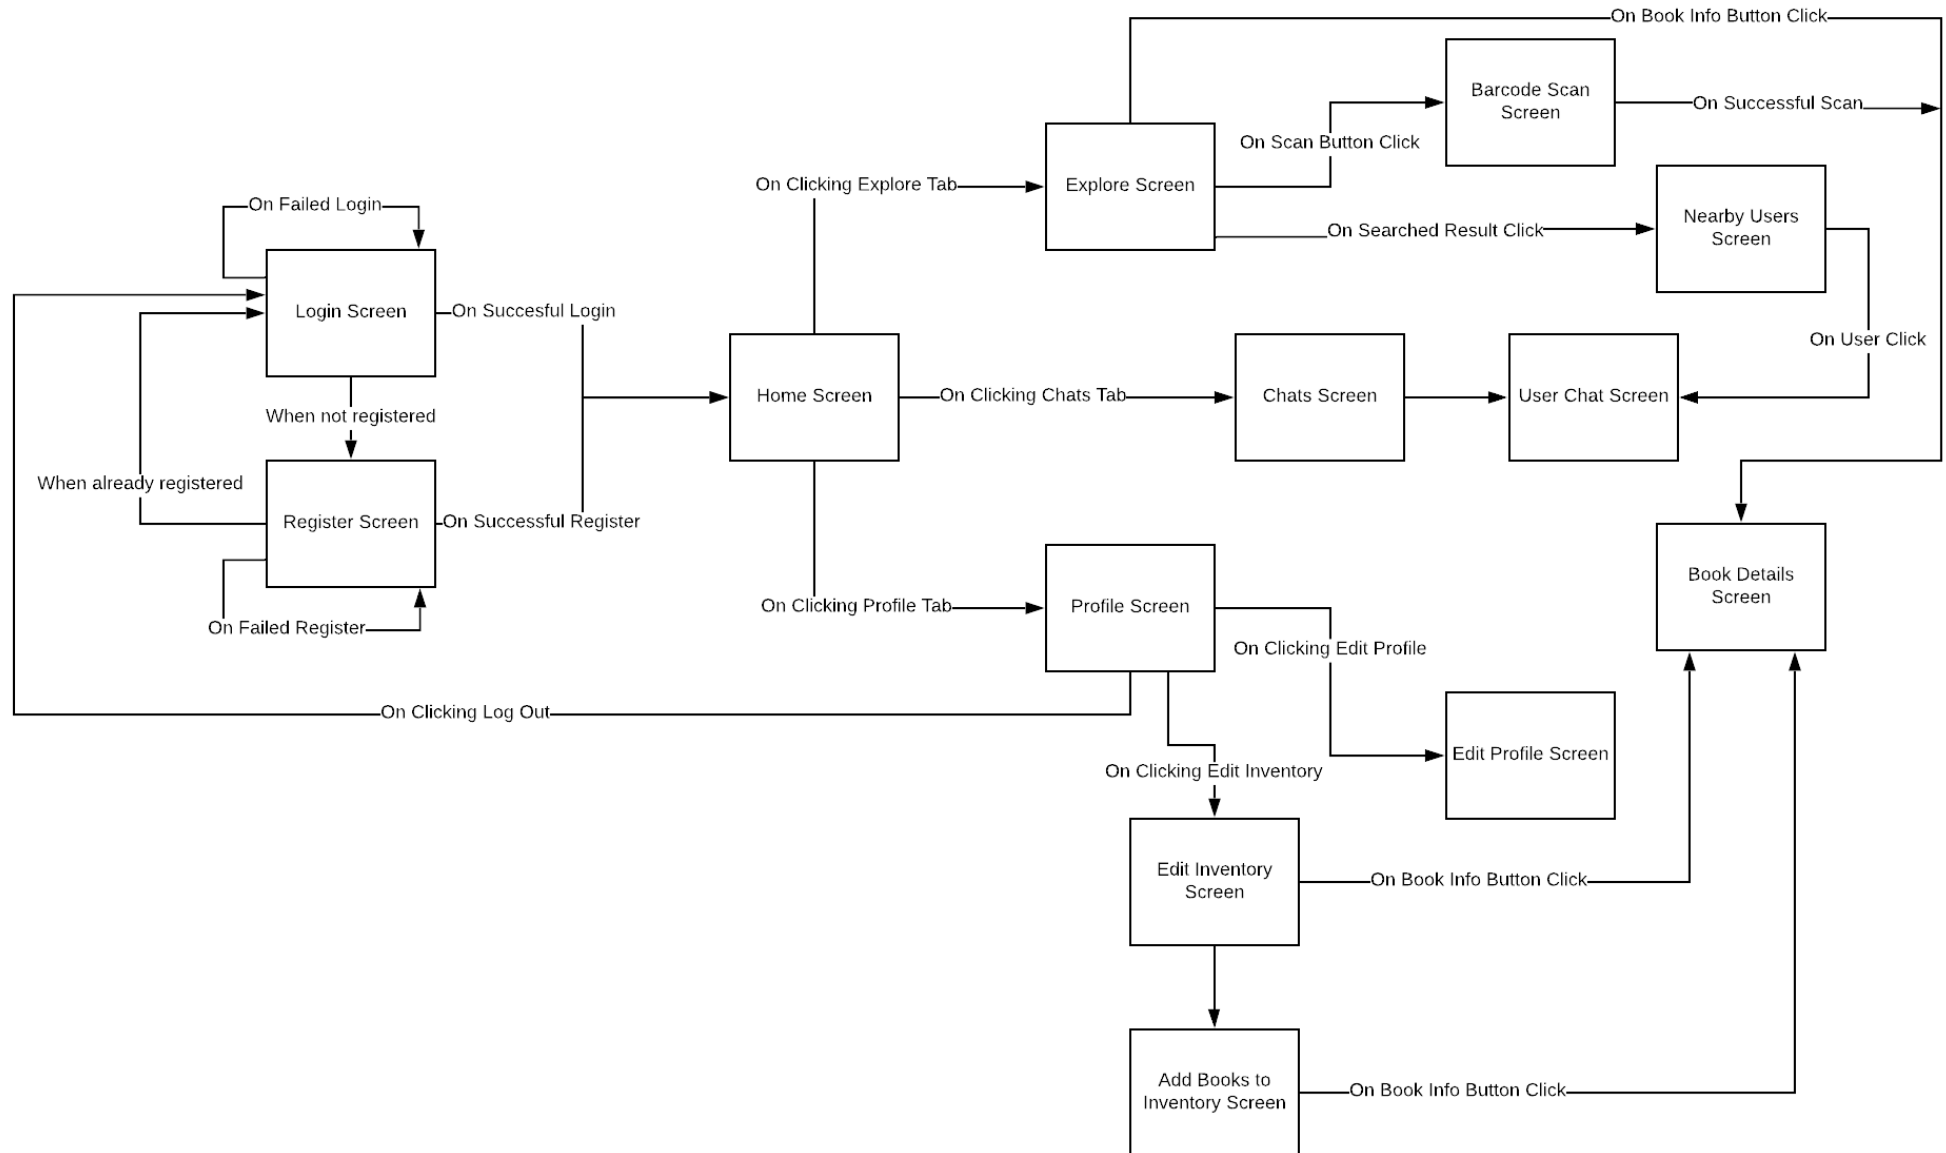 On Book Info Button Click
Barcode Scan
Screen
On Successful Scan
On Scan Button Click
On Clicking Explore Tab
Explore Screen
On Failed Login
Nearby Users
Screen
On Searched Result Click
Login Screen
On Succesful Login
On User Click
Home Screen
On Clicking Chats Tab
Chats Screen
User Chat Screen
When not registered
When already registered
Register Screen
On Successful Register
Book Details
Screen
On Clicking Profile Tab
Profile Screen
On Failed Register
On Clicking Edit Profile
On Clicking Log Out
Edit Profile Screen
On Clicking Edit Inventory
Edit Inventory
Screen
On Book Info Button Click
Add Books to
Inventory Screen
On Book Info Button Click